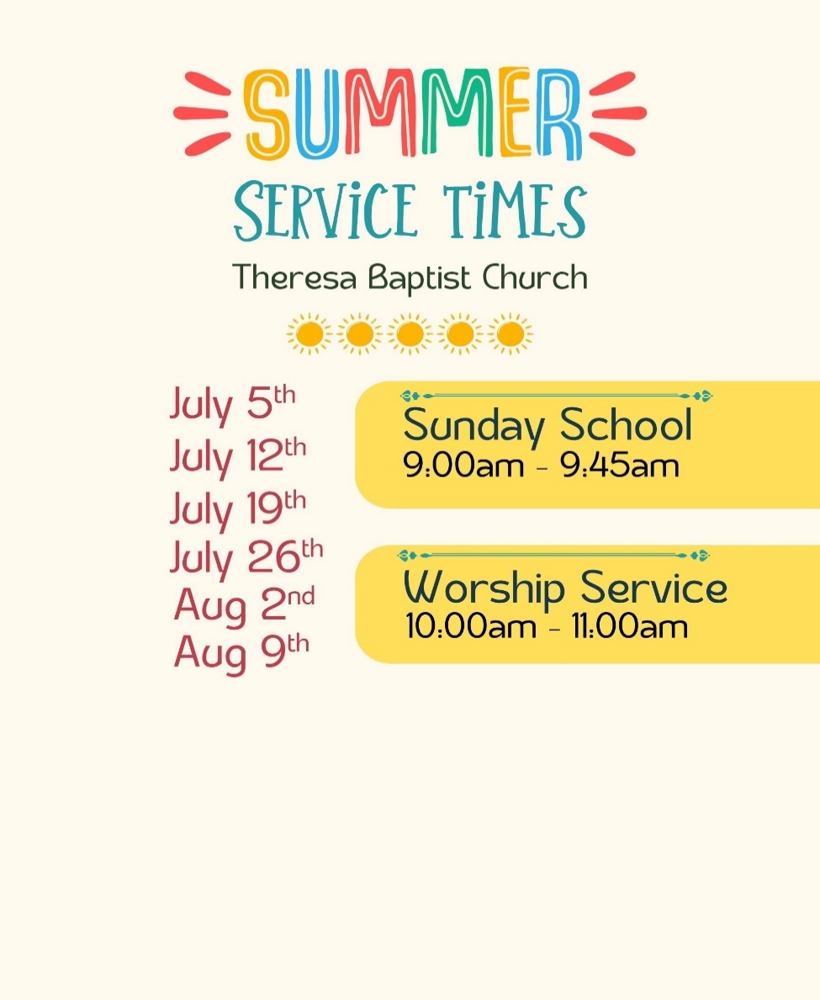 SUMMER
SERVICE TIMES
Theresa Baptist Church
July 5th
July 12th
July 19th
July 26th
Aug 2nd
Aug 9th
Sunday School
9:00am - 9:45am
Worship Service
10:00am - 11:00am